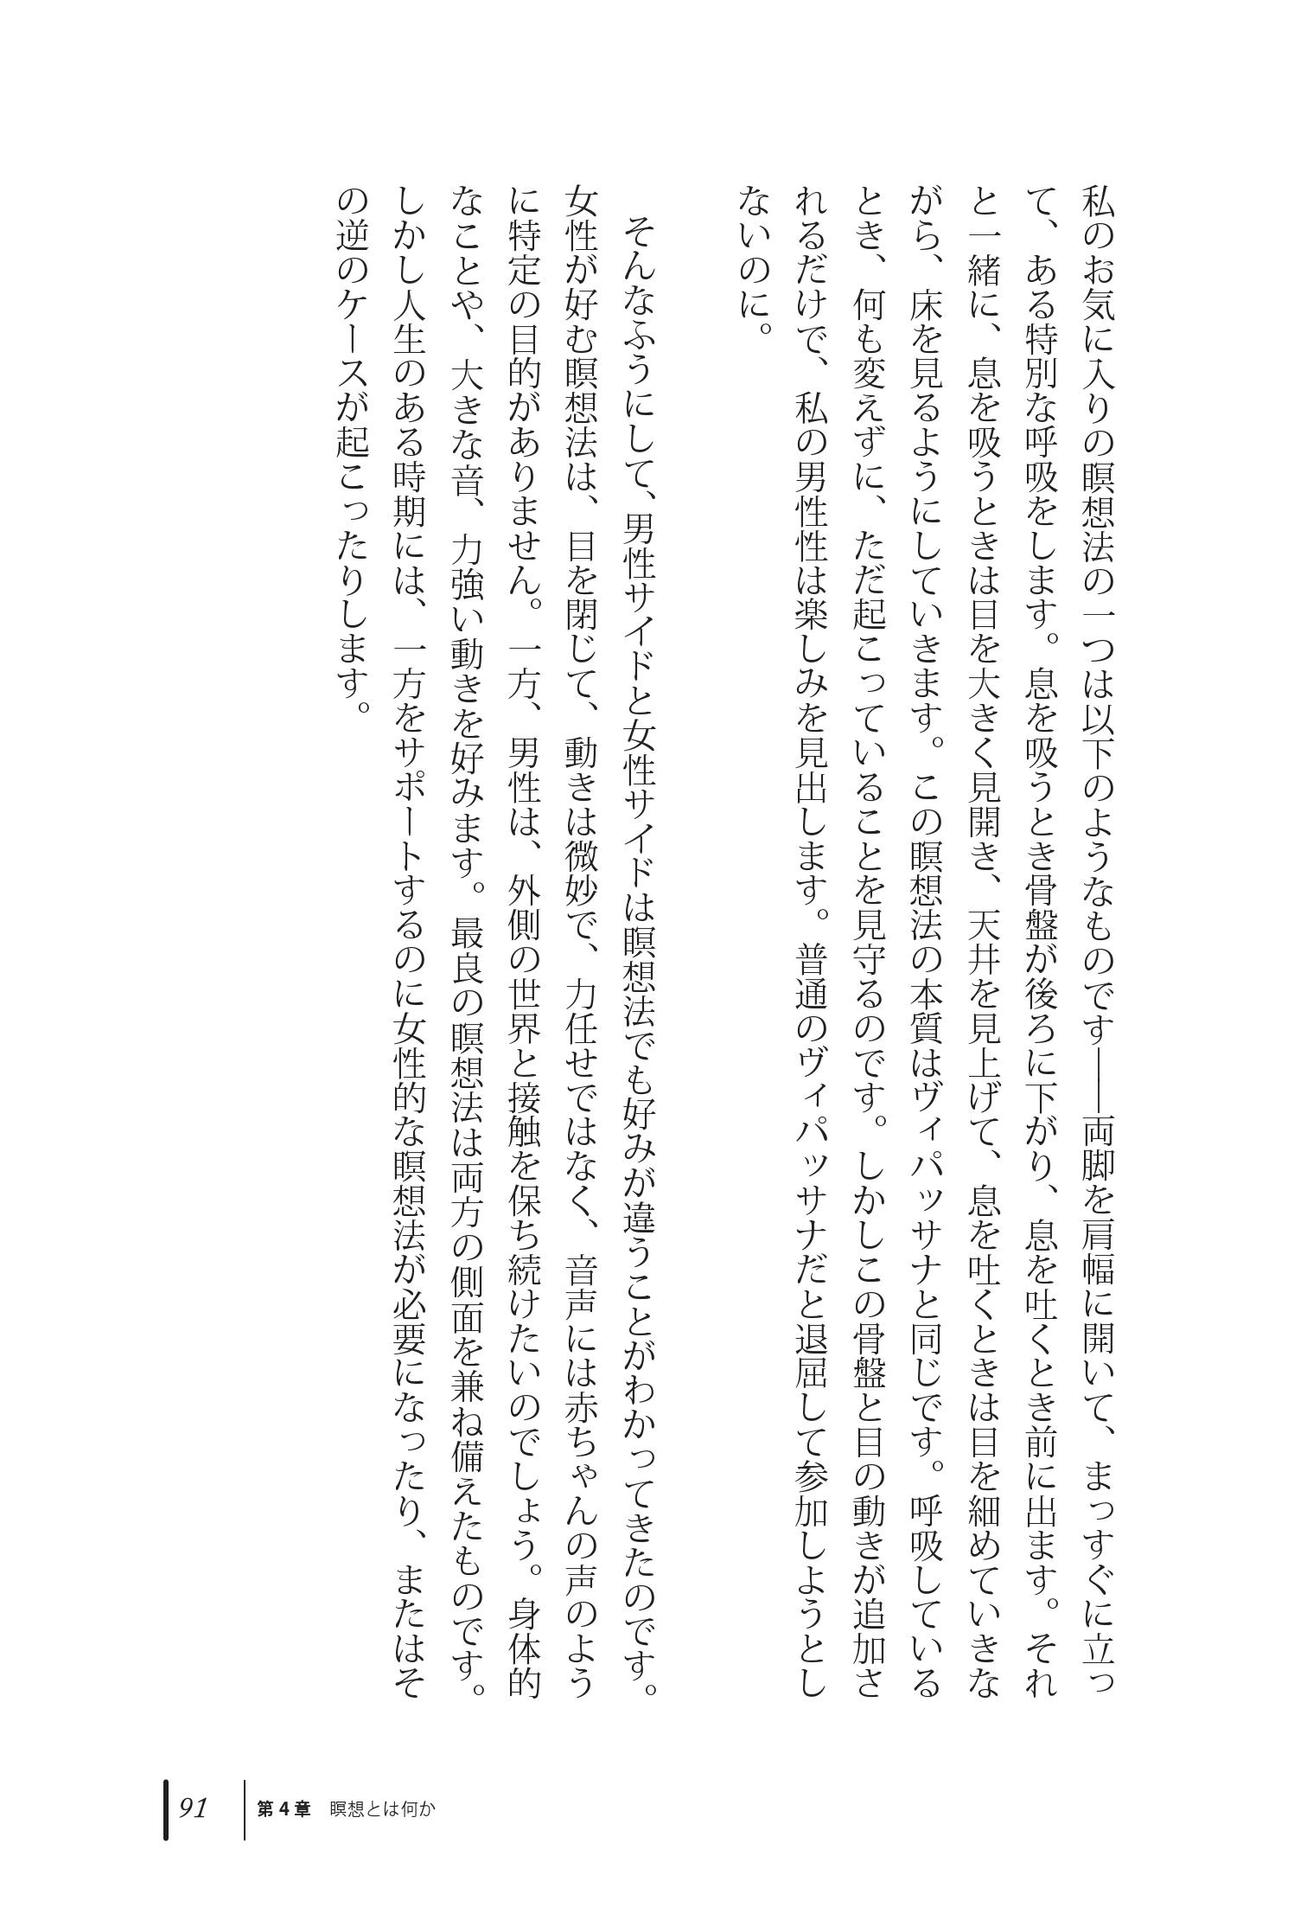 私のお気に入りの瞑想法の一つは以下のようなものです――両脚を肩幅に開いて、まっすぐに立っ
て、ある特別な呼吸をします。息を吸うとき骨盤が後ろに下がり、息を吐くとき前に出ます。それ
と一緒に、息を吸うときは目を大きく見開き、天井を見上げて、息を吐くときは目を細めていきな
がら、床を見るようにしていきます。この瞑想法の本質はヴィパッサナと同じです。呼吸している
とき、何も変えずに、ただ起こっていることを見守るのです。しかしこの骨盤と目の動きが追加さ
れるだけで、私の男性性は楽しみを見出します。普通のヴィパッサナだと退屈して参加しようとし
ないのに。
そんなふうにして、男性サイドと女性サイドは瞑想法でも好みが違うことがわかってきたのです。
女性が好む瞑想法は、目を閉じて、動きは微妙で、力任せではなく、音声には赤ちゃんの声のよう
に特定の目的がありません。一方、男性は、外側の世界と接触を保ち続けたいのでしょう。身体的
なことや、大きな音、力強い動きを好みます。最良の瞑想法は両方の側面を兼ね備えたものです。
しかし人生のある時期には、一方をサポートするのに女性的な瞑想法が必要になったり、またはそ
の逆のケースが起こったりします。
91 第4章 瞑想とは何か